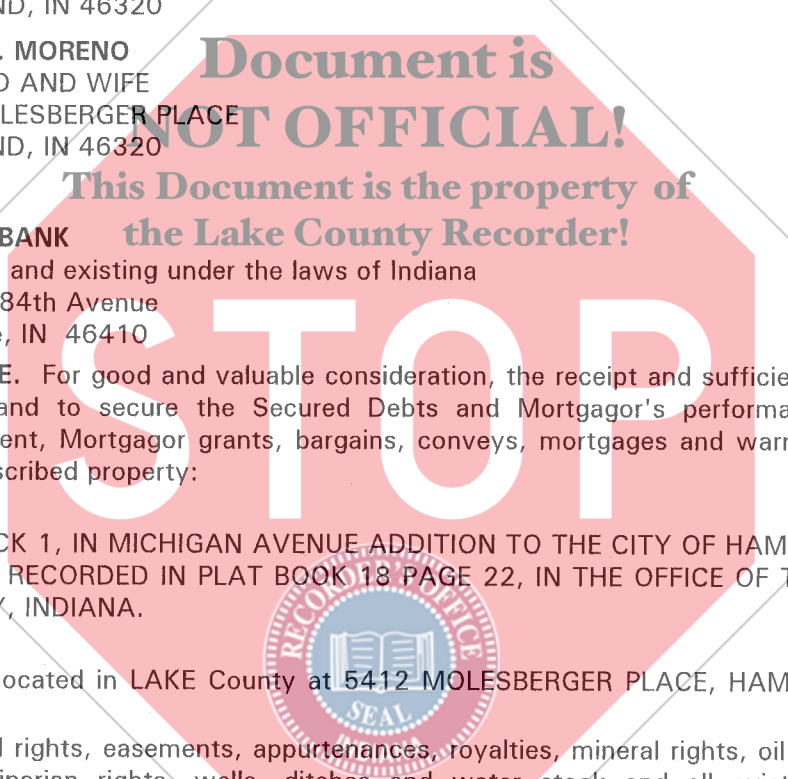 ND, IN 46320
. MORENO
D AND WIFE
LESBERGER PLACE
ND, IN 46320
Document is
NOT OFFICIAL!
This Document is the property of
the Lake County Recorder!
BANK
and existing under the laws of Indiana
84th Avenue
e, IN 46410
E. For good and valuable consideration, the receipt and sufficie
and to secure the Secured Debts and Mortgagor's performa
ent, Mortgagor grants, bargains, conveys, mortgages and warr
scribed property:
STOP
CK 1, IN MICHIGAN AVENUE ADDITION TO THE CITY OF HAM
RECORDED IN PLAT BOOK 18 PAGE 22, IN THE OFFICE OF T
Y, INDIANA.
RECORDER'S OFFICE
SEAL
INDIANA
ocated in LAKE County at 5412 MOLESBERGER PLACE, HAM
l rights, easements, appurtenances, royalties, mineral rights, oil